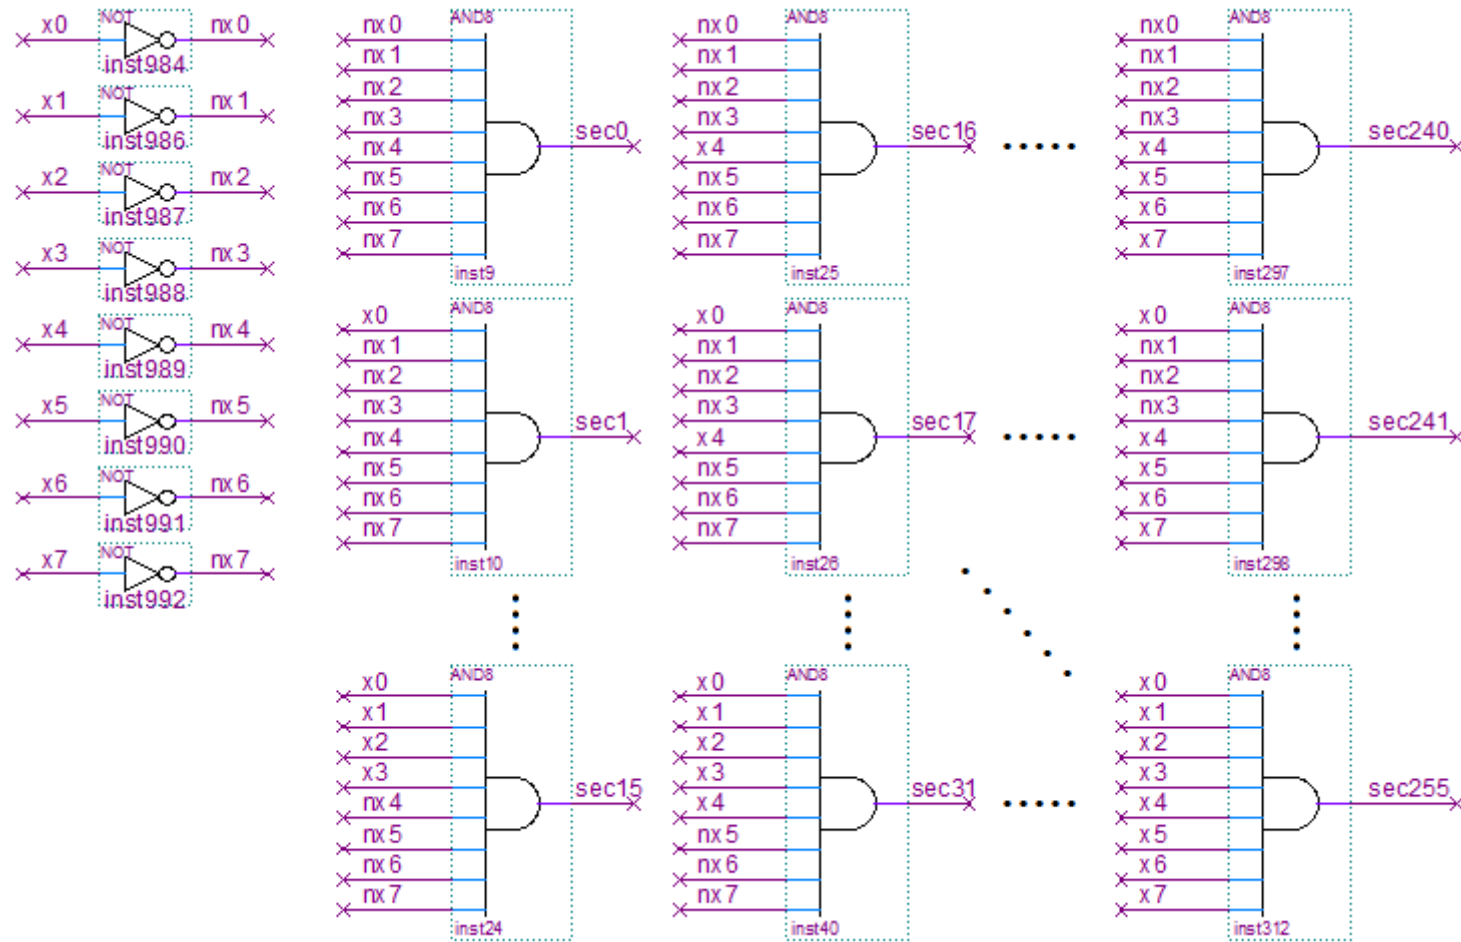 x0 NOT nx0
inst984
x1 NOT nx1
inst986
x2 NOT nx2
inst987
x3 NOT nx3
inst988
x4 NOT nx4
inst989
x5 NOT nx5
inst990
x6 NOT nx6
inst991
x7 NOT nx7
inst992
AND8
nx0
nx1
nx2
nx3
nx4
nx5
nx6
nx7
sec0
inst9
AND8
nx0
nx1
nx2
nx3
x4
nx5
nx6
nx7
sec16
inst25
AND8
nx0
nx1
nx2
nx3
x4
x5
x6
x7
sec240
inst297
AND8
x0
nx1
nx2
nx3
nx4
nx5
nx6
nx7
sec1
inst10
AND8
x0
nx1
nx2
nx3
x4
nx5
nx6
nx7
sec17
inst26
AND8
x0
nx1
nx2
nx3
x4
x5
x6
x7
sec241
inst298
AND8
x0
x1
x2
x3
nx4
nx5
nx6
nx7
sec15
inst24
AND8
x0
x1
x2
x3
x4
nx5
nx6
nx7
sec31
inst40
AND8
x0
x1
x2
x3
x4
x5
x6
x7
sec255
inst312